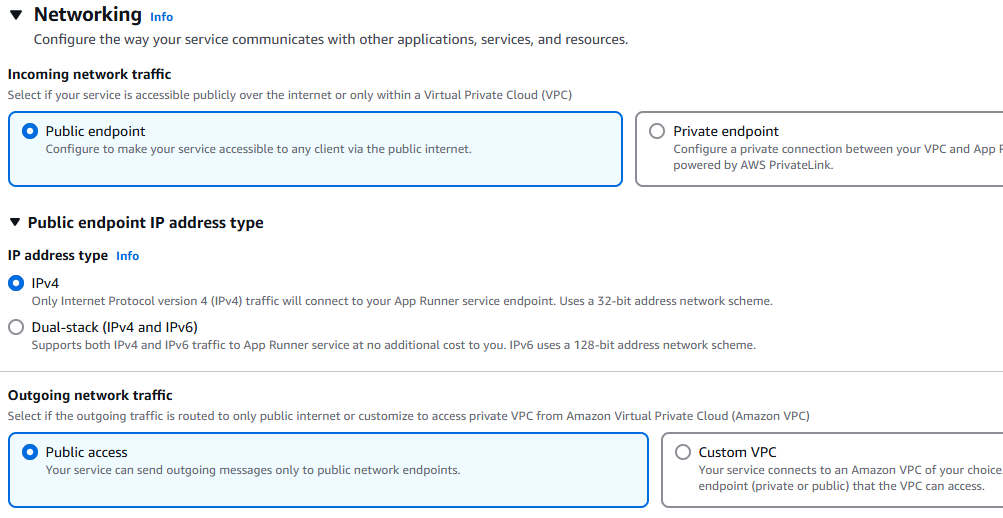 Networking Info
Configure the way your service communicates with other applications, services, and resources.
Incoming network traffic
Select if your service is accessible publicly over the internet or only within a Virtual Private Cloud (VPC)
Public endpoint
Configure to make your service accessible to any client via the public internet.
Private endpoint
Configure a private connection between your VPC and App
powered by AWS PrivateLink.
Public endpoint IP address type
IP address type Info
IPv4
Only Internet Protocol version 4 (IPv4) traffic will connect to your App Runner service endpoint. Uses a 32-bit address network scheme.
Dual-stack (IPv4 and IPv6)
Supports both IPv4 and IPv6 traffic to App Runner service at no additional cost to you. IPv6 uses a 128-bit address network scheme.
Outgoing network traffic
Select if the outgoing traffic is routed to only public internet or customize to access private VPC from Amazon Virtual Private Cloud (Amazon VPC)
Public access
Your service can send outgoing messages only to public network endpoints.
Custom VPC
Your service connects to an Amazon VPC of your choice
endpoint (private or public) that the VPC can access.